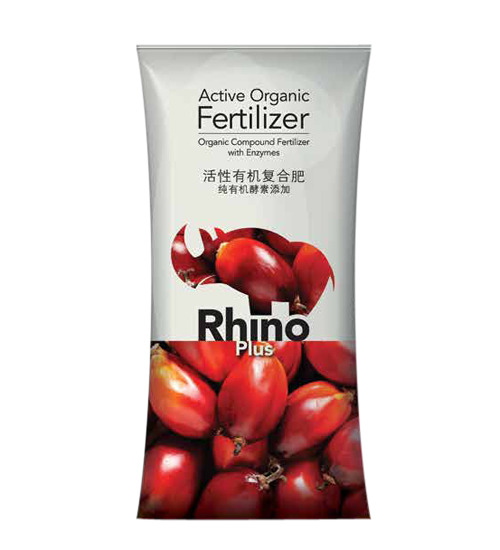 Active Organic
Fertilizer
Organic Compound Fertilizer
with Enzymes
活性有机复合肥
纯有机酵素添加
Rhino
Plus